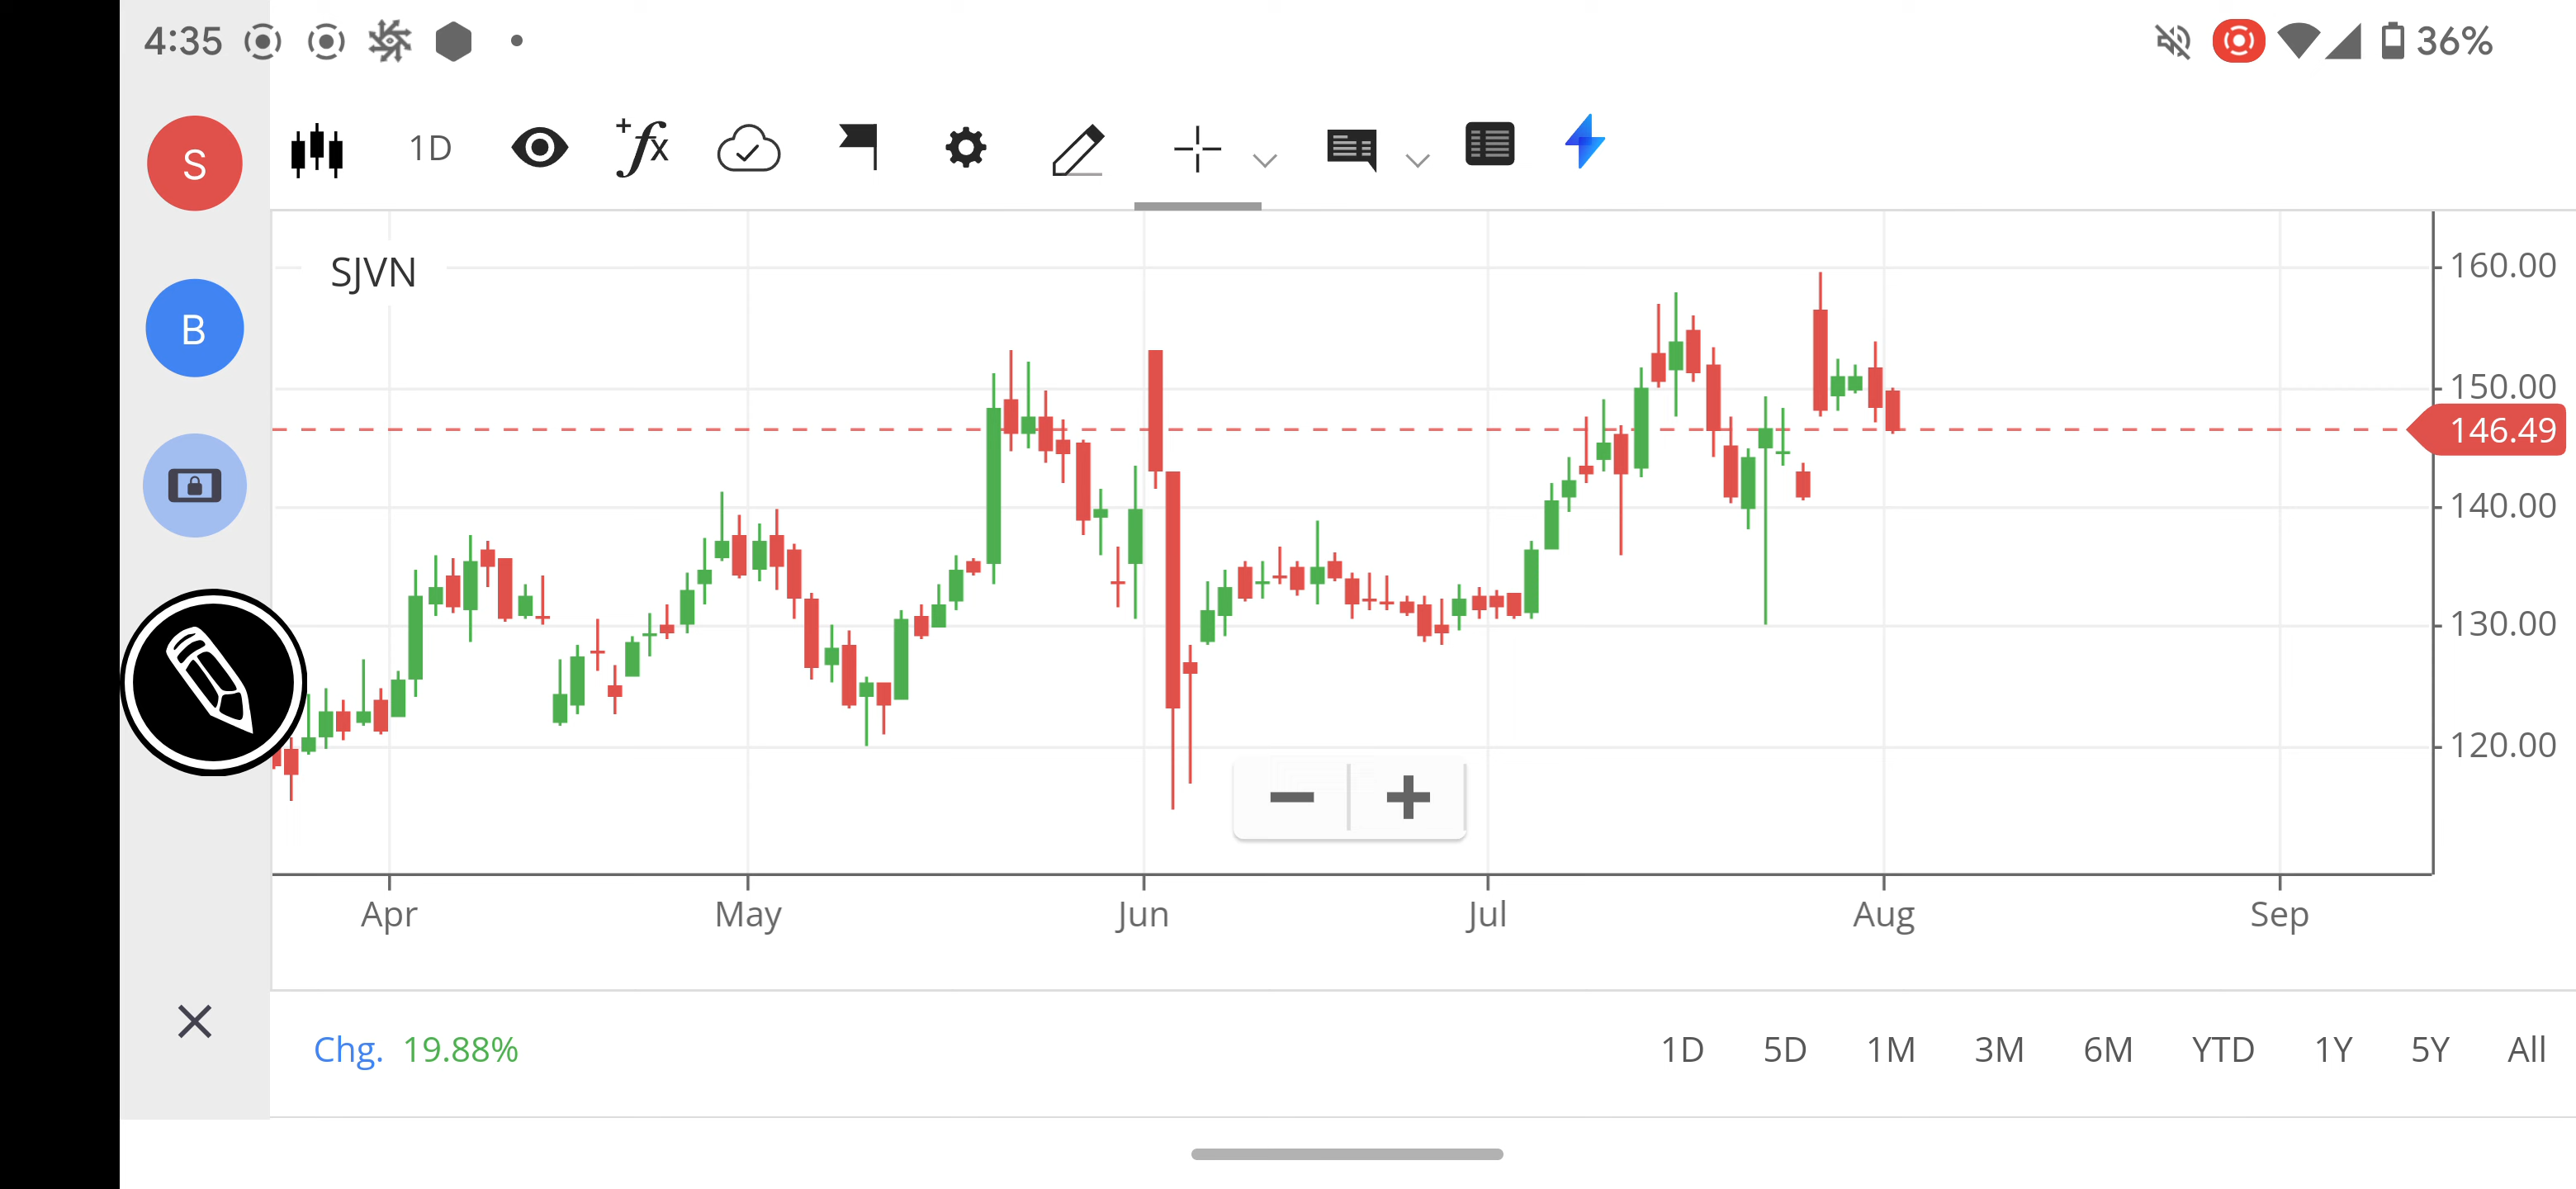 4:35 36%
S
1D
fx
B
SJVN
160.00
150.00
146.49
140.00
130.00
120.00
Apr May Jun Jul Aug Sep
Chg. 19.88% 1D 5D 1M 3M 6M YTD 1Y 5Y All